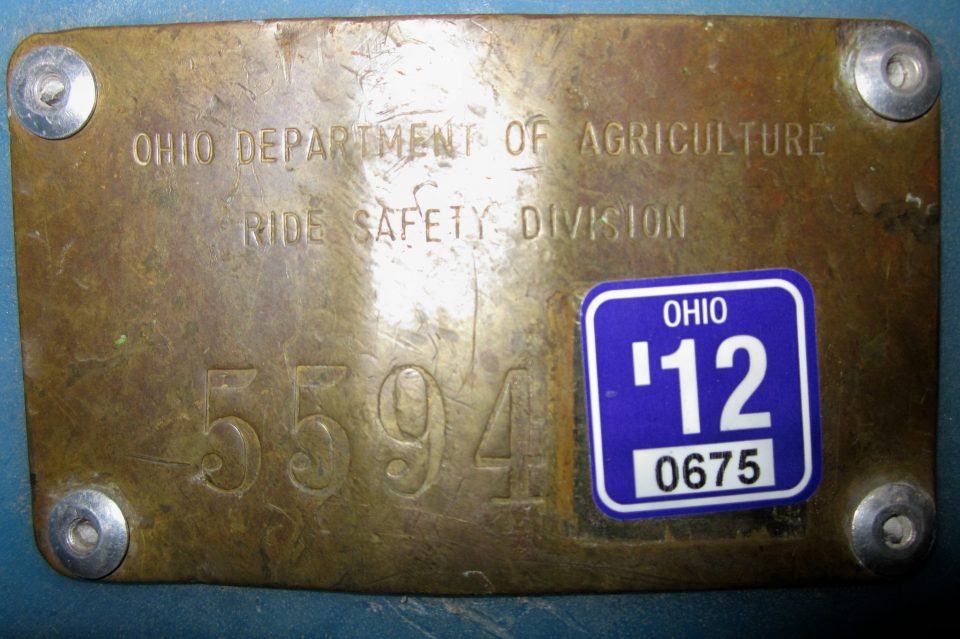 OHIO DEPARTMENT OF AGRICULTURE
RIDE SAFETY DIVISION
5594
OHIO
'12
0675